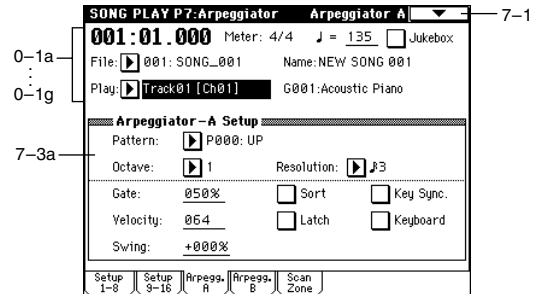 SONG PLAY P7:Arpeggiator Arpeggiator A
7–1
001:01.000 Meter: 4/4 ♩ = 135 Jukebox
0–1a
File: 001: SONG_001 Name:NEW SONG 001
0–1g
Play: Track01 [Ch01] G001:Acoustic Piano
Arpeggiator-A Setup
7–3a
Pattern: P000: UP
Octave: 1 Resolution: ♪3
Gate: 050% Sort Key Sync.
Velocity: 064 Latch Keyboard
Swing: +000%
Setup 1-8 Setup 9-16 Arpegg. A Arpegg. B Scan Zone